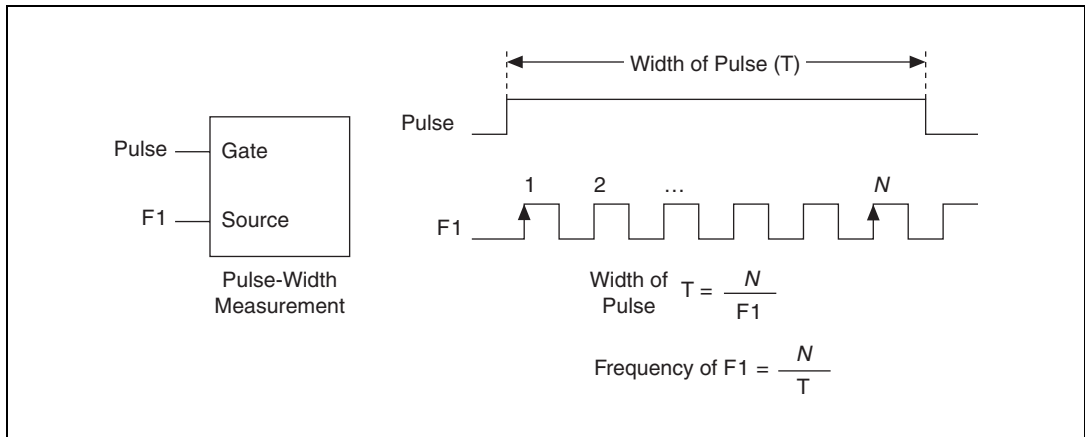 Width of Pulse (T)
Pulse
Pulse Gate
1 2 … N
F1 Source
F1
Pulse-Width
Measurement
Width of
Pulse
T = N
F1
Frequency of F1 = N
T